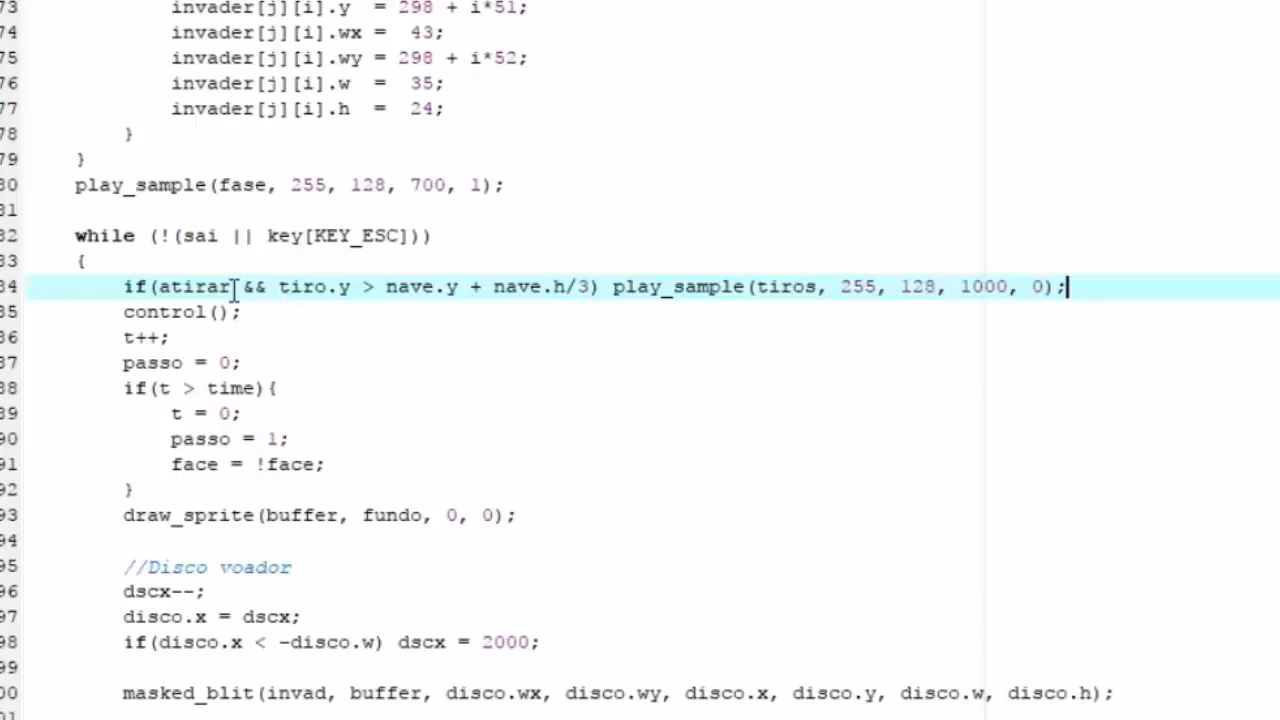 73 invader[j][i].y = 298 + i*51;
74 invader[j][i].wx = 43;
75 invader[j][i].wy = 298 + i*52;
76 invader[j][i].w = 35;
77 invader[j][i].h = 24;
78 }
79 }
80 play_sample(fase, 255, 128, 700, 1);
81
82 while (!(sai || key[KEY_ESC]))
83 {
84 if(atirar && tiro.y > nave.y + nave.h/3) play_sample(tiros, 255, 128, 1000, 0);
85 control();
86 t++;
87 passo = 0;
88 if(t > time){
89 t = 0;
90 passo = 1;
91 face = !face;
92 }
93 draw_sprite(buffer, fundo, 0, 0);
94
95 //Disco voador
96 dscx--;
97 disco.x = dscx;
98 if(disco.x < -disco.w) dscx = 2000;
99
00 masked_blit(invad, buffer, disco.wx, disco.wy, disco.x, disco.y, disco.w, disco.h);